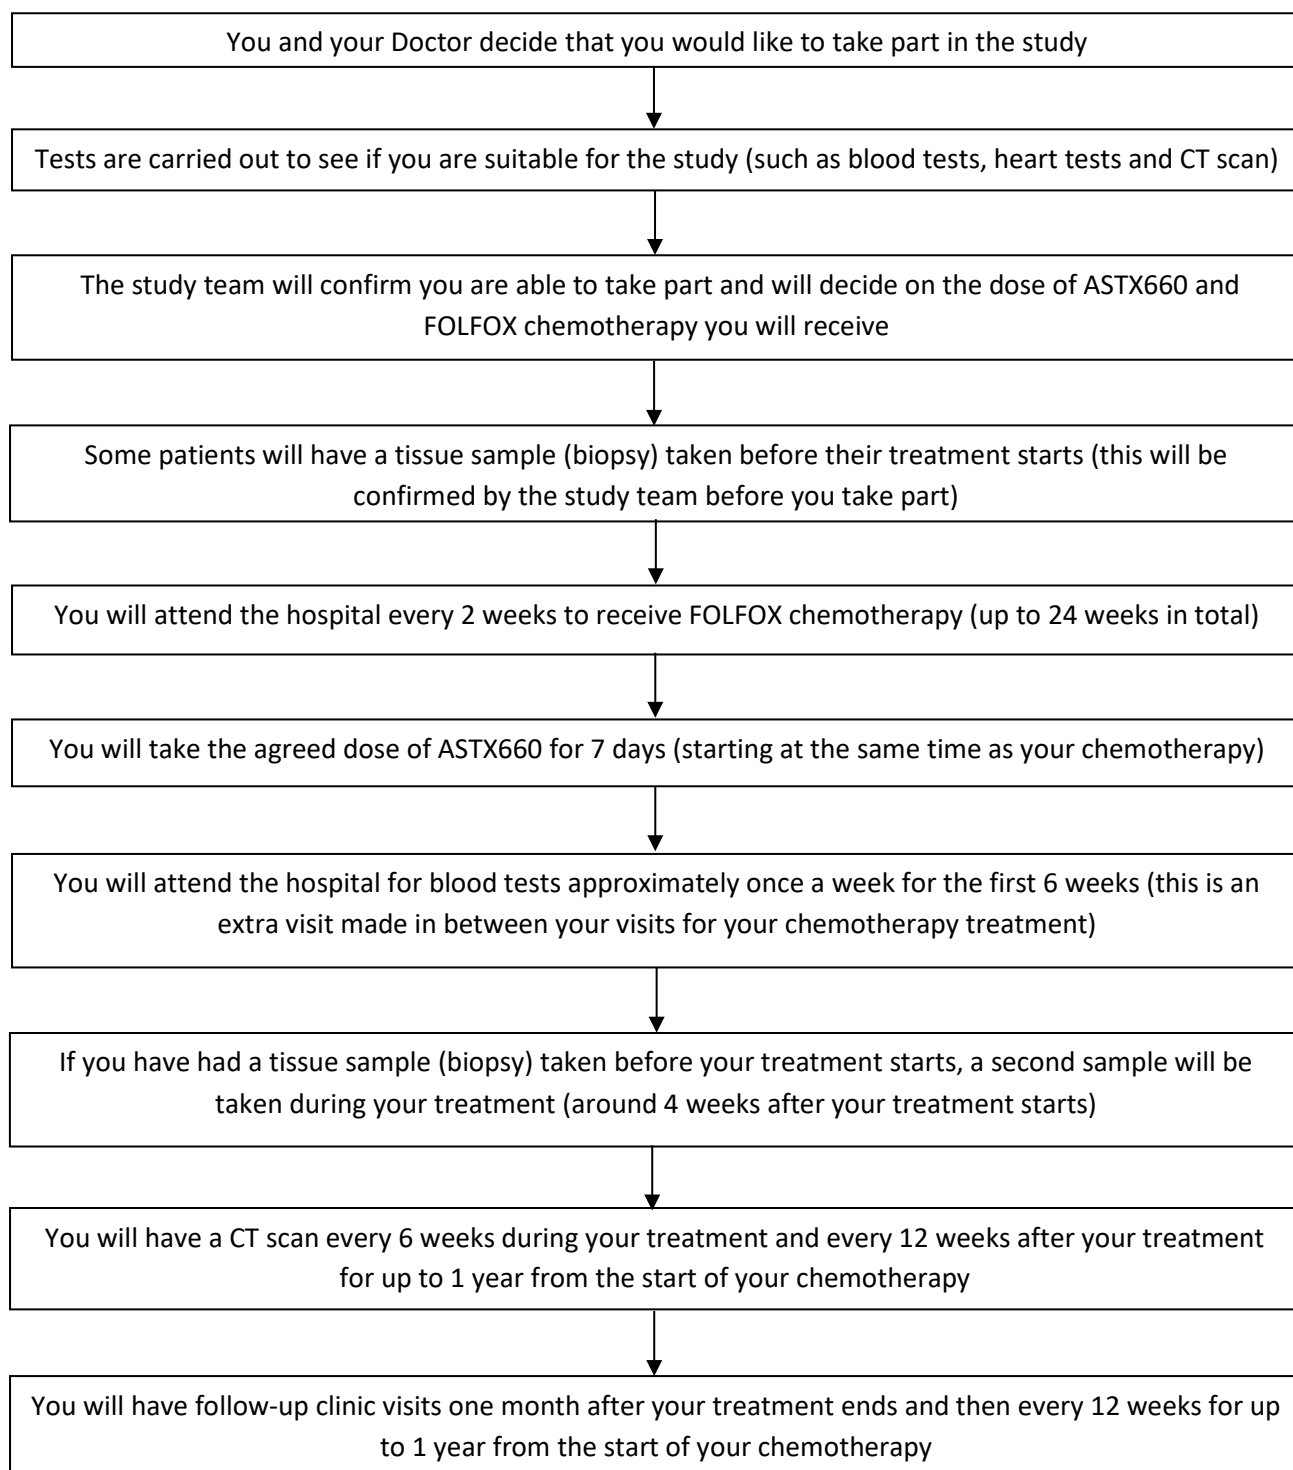 You and your Doctor decide that you would like to take part in the study
Tests are carried out to see if you are suitable for the study (such as blood tests, heart tests and CT scan)
The study team will confirm you are able to take part and will decide on the dose of ASTX660 and
FOLFOX chemotherapy you will receive
Some patients will have a tissue sample (biopsy) taken before their treatment starts (this will be
confirmed by the study team before you take part)
You will attend the hospital every 2 weeks to receive FOLFOX chemotherapy (up to 24 weeks in total)
You will take the agreed dose of ASTX660 for 7 days (starting at the same time as your chemotherapy)
You will attend the hospital for blood tests approximately once a week for the first 6 weeks (this is an
extra visit made in between your visits for your chemotherapy treatment)
If you have had a tissue sample (biopsy) taken before your treatment starts, a second sample will be
taken during your treatment (around 4 weeks after your treatment starts)
You will have a CT scan every 6 weeks during your treatment and every 12 weeks after your treatment
for up to 1 year from the start of your chemotherapy
You will have follow-up clinic visits one month after your treatment ends and then every 12 weeks for up
to 1 year from the start of your chemotherapy